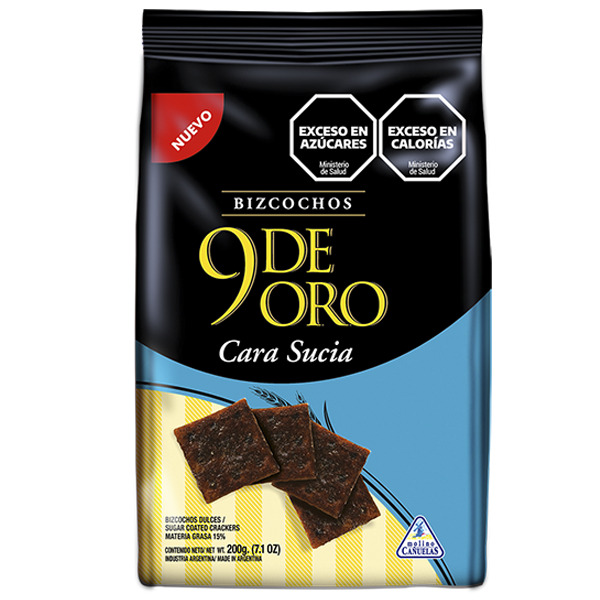 NUEVO
EXCESO EN
AZÚCARES
Ministerio
de Salud
EXCESO EN
CALORÍAS
Ministerio
de Salud
BIZCOCHOS
9 DE
ORO
Cara Sucia
BIZCOCHOS DULCES /
SUGAR COATED CRACKERS
MATERIA GRASA 15%
CONTENIDO NETO/ NET WT. 200g. (7.1 OZ)
INDUSTRIA ARGENTINA/ MADE IN ARGENTINA
molino
CAÑUELAS